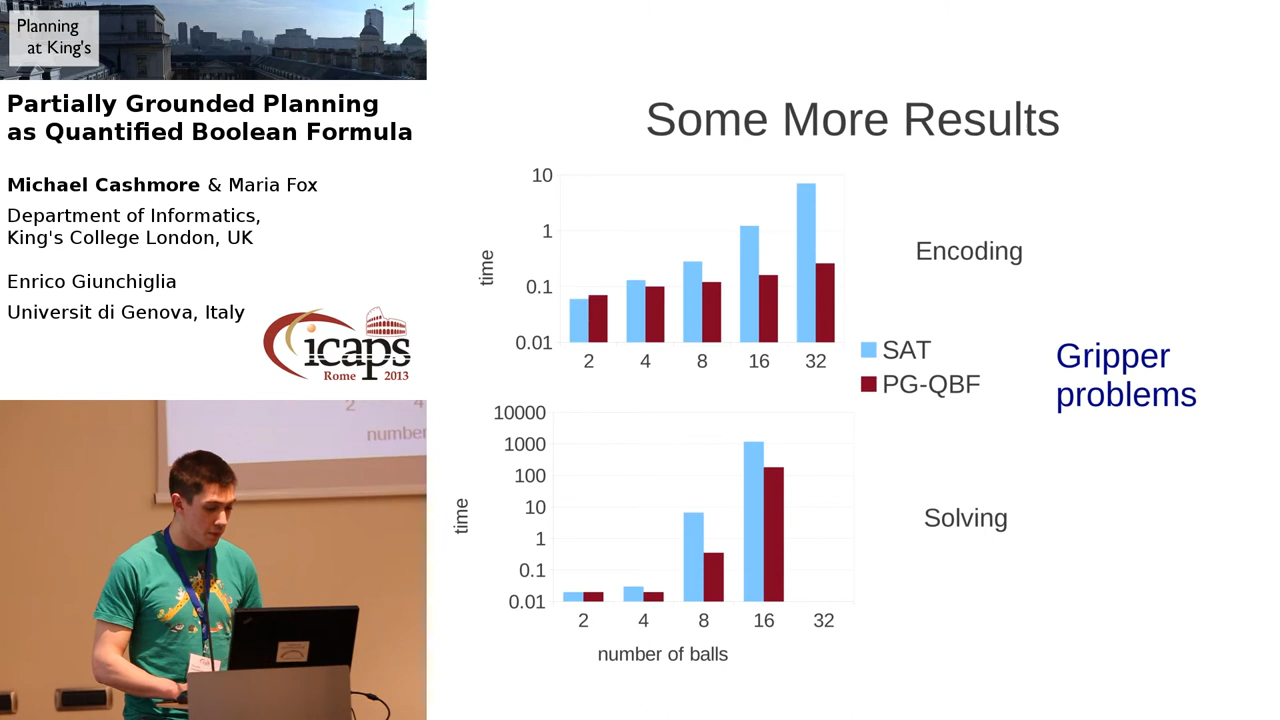 Planning
at King's
Partially Grounded Planning
as Quantified Boolean Formula
Michael Cashmore & Maria Fox
Department of Informatics,
King's College London, UK
Enrico Giunchiglia
Universit di Genova, Italy
icaps
Rome 2013
2 4
number
Some More Results
10
1
0.1
0.01
time
2 4 8 16 32
Encoding
SAT
PG-QBF
Gripper
problems
10000
1000
100
10
1
0.1
0.01
time
2 4 8 16 32
number of balls
Solving